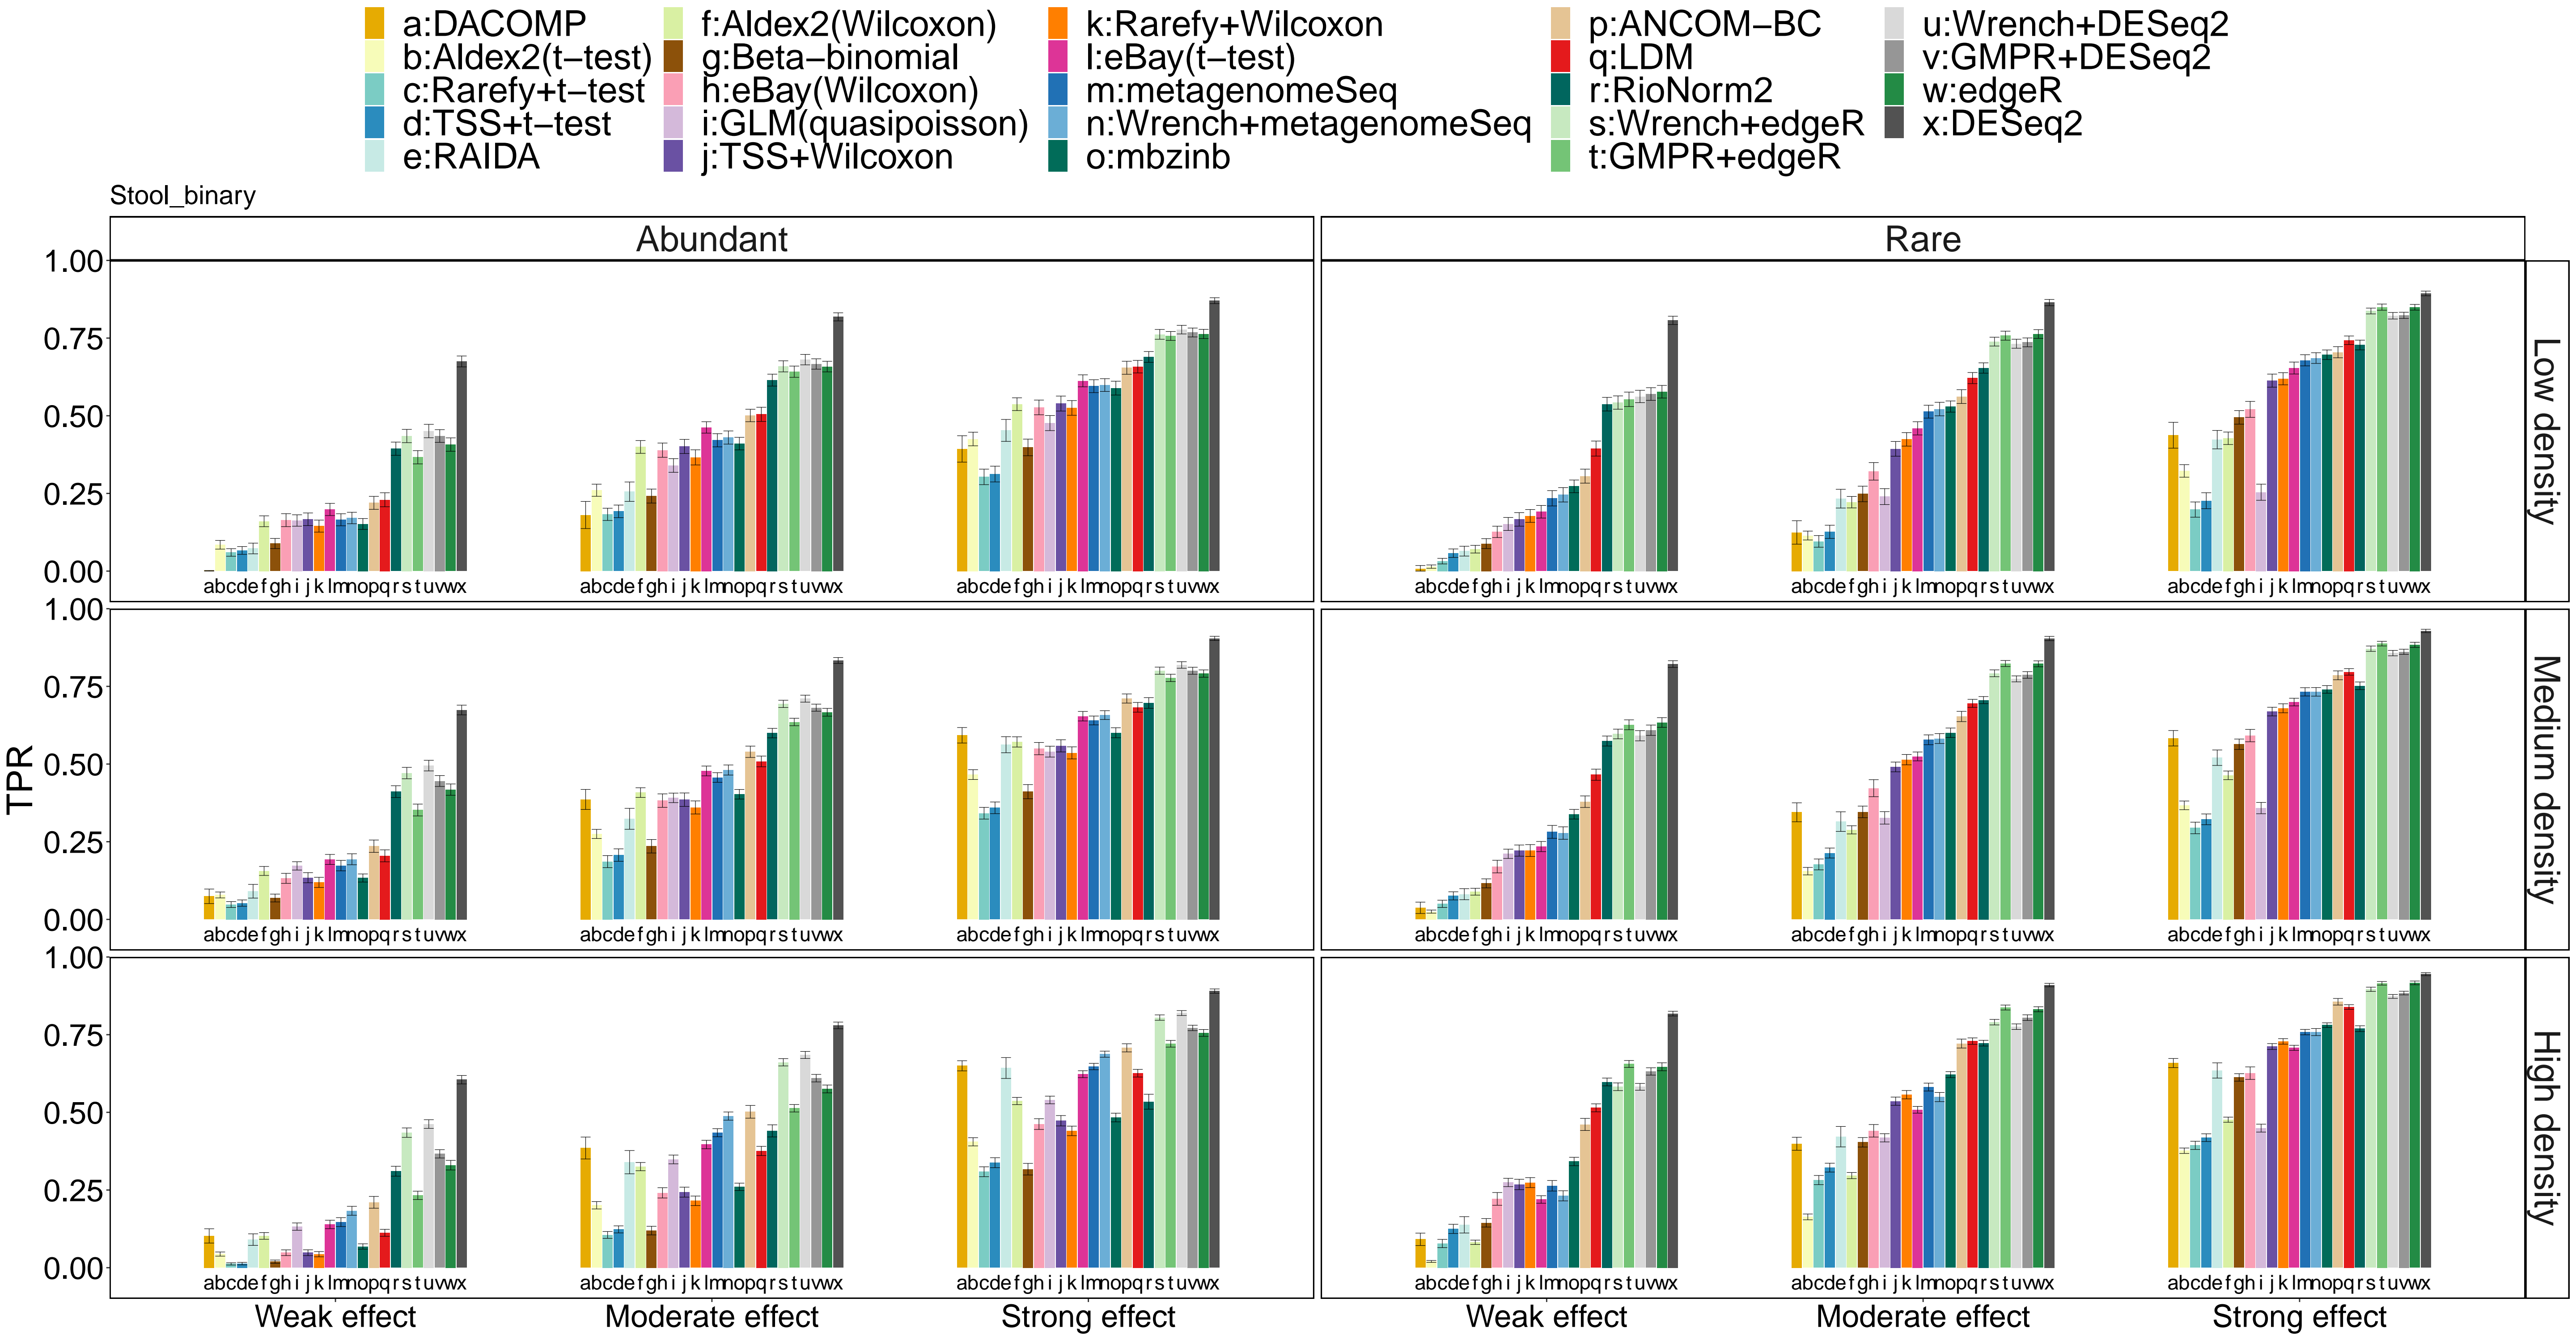 a:DACOMP f:Aldex2(Wilcoxon) k:Rarefy+Wilcoxon p:ANCOM−BC u:Wrench+DESeq2
b:Aldex2(t−test) g:Beta−binomial l:eBay(t−test) q:LDM v:GMPR+DESeq2
c:Rarefy+t−test h:eBay(Wilcoxon) m:metagenomeSeq r:RioNorm2 w:edgeR
d:TSS+t−test i:GLM(quasipoisson) n:Wrench+metagenomeSeq s:Wrench+edgeR x:DESeq2
e:RAIDA j:TSS+Wilcoxon o:mbzinb t:GMPR+edgeR
Stool_binary
Abundant Rare
1.00
0.75
0.50
0.25
0.00
abcdefghijklmnopqrstuvwx abcdefghijklmnopqrstuvwx abcdefghijklmnopqrstuvwx abcdefghijklmnopqrstuvwx abcdefghijklmnopqrstuvwx abcdefghijklmnopqrstuvwx
Low density
1.00
0.75
0.50
0.25
0.00
abcdefghijklmnopqrstuvwx abcdefghijklmnopqrstuvwx abcdefghijklmnopqrstuvwx abcdefghijklmnopqrstuvwx abcdefghijklmnopqrstuvwx abcdefghijklmnopqrstuvwx
Medium density
TPR
1.00
0.75
0.50
0.25
0.00
abcdefghijklmnopqrstuvwx abcdefghijklmnopqrstuvwx abcdefghijklmnopqrstuvwx abcdefghijklmnopqrstuvwx abcdefghijklmnopqrstuvwx abcdefghijklmnopqrstuvwx
High density
Weak effect Moderate effect Strong effect Weak effect Moderate effect Strong effect